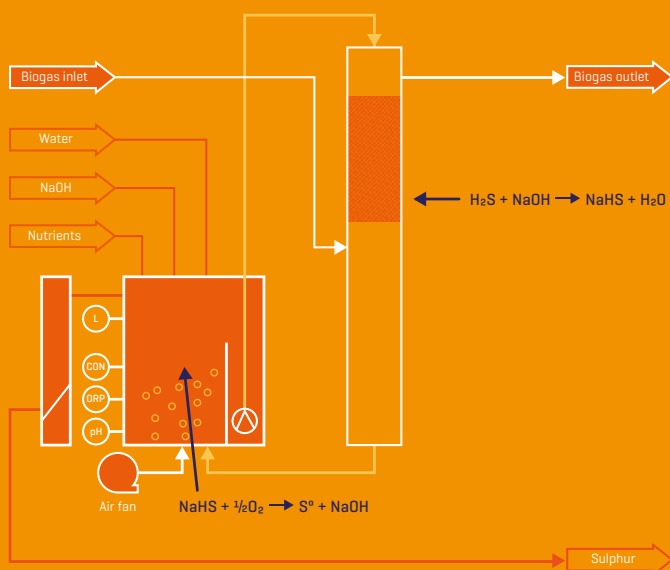 Biogas inlet
Biogas outlet
Water
NaOH
H₂S + NaOH → NaHS + H₂O
Nutrients
L
CON
ORP
pH
Air fan
NaHS + ½O₂ → S⁰ + NaOH
Sulphur